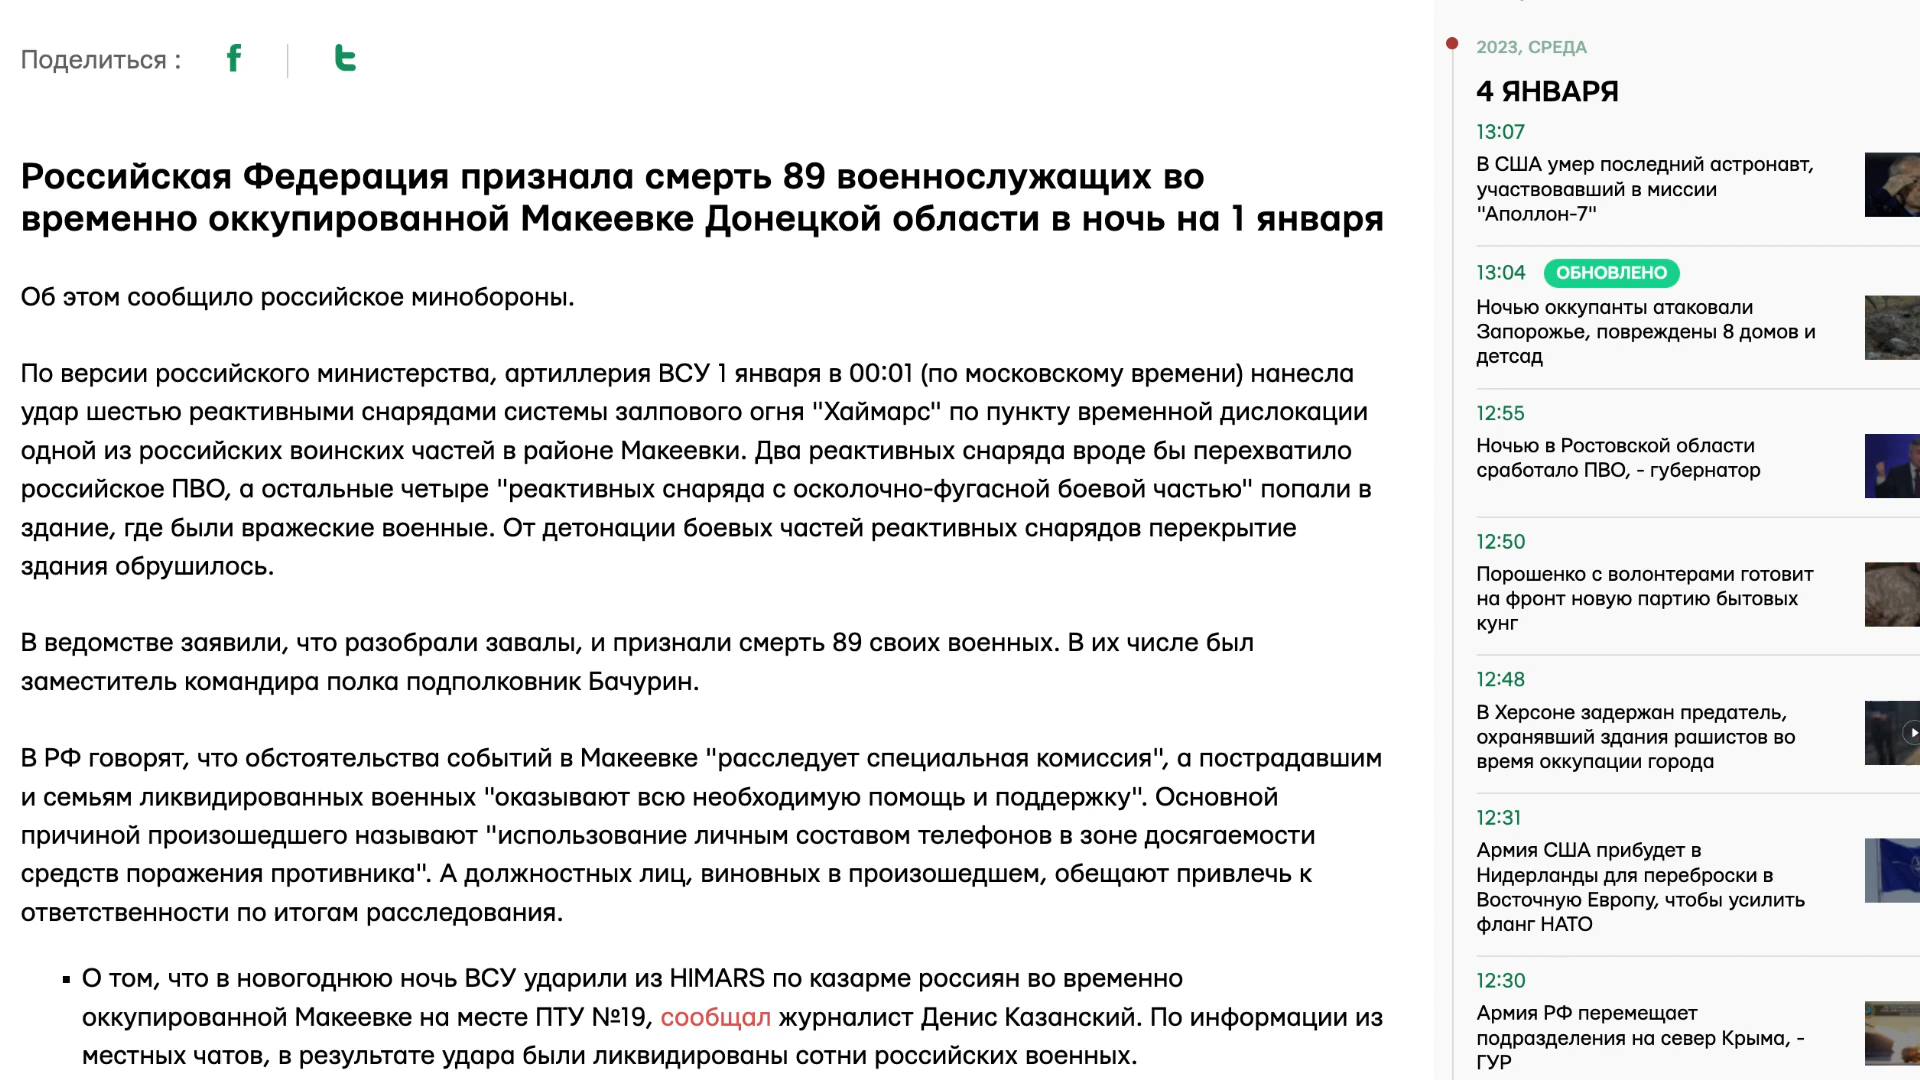 Поделиться :
Российская Федерация признала смерть 89 военнослужащих во
временно оккупированной Макеевке Донецкой области в ночь на 1 января
Об этом сообщило российское минобороны.
По версии российского министерства, артиллерия ВСУ 1 января в 00:01 (по московскому времени) нанесла
удар шестью реактивными снарядами системы залпового огня "Хаймарс" по пункту временной дислокации
одной из российских воинских частей в районе Макеевки. Два реактивных снаряда вроде бы перехватило
российское ПВО, а остальные четыре "реактивных снаряда с осколочно-фугасной боевой частью" попали в
здание, где были вражеские военные. От детонации боевых частей реактивных снарядов перекрытие
здания обрушилось.
В ведомстве заявили, что разобрали завалы, и признали смерть 89 своих военных. В их числе был
заместитель командира полка подполковник Бачурин.
В РФ говорят, что обстоятельства событий в Макеевке "расследует специальная комиссия", а пострадавшим
и семьям ликвидированных военных "оказывают всю необходимую помощь и поддержку". Основной
причиной произошедшего называют "использование личным составом телефонов в зоне досягаемости
средств поражения противника". А должностных лиц, виновных в произошедшем, обещают привлечь к
ответственности по итогам расследования.
▪ О том, что в новогоднюю ночь ВСУ ударили из HIMARS по казарме россиян во временно
оккупированной Макеевке на месте ПТУ №19, сообщал журналист Денис Казанский. По информации из
местных чатов, в результате удара были ликвидированы сотни российских военных.
2023, СРЕДА
4 ЯНВАРЯ
13:07
В США умер последний астронавт,
участвовавший в миссии
"Аполлон-7"
13:04 ОБНОВЛЕНО
Ночью оккупанты атаковали
Запорожье, повреждены 8 домов и
детсад
12:55
Ночью в Ростовской области
сработало ПВО, - губернатор
12:50
Порошенко с волонтерами готовит
на фронт новую партию бытовых
кунг
12:48
В Херсоне задержан предатель,
охранявший здания рашистов во
время оккупации города
12:31
Армия США прибудет в
Нидерланды для переброски в
Восточную Европу, чтобы усилить
фланг НАТО
12:30
Армия РФ перемещает
подразделения на север Крыма, -
ГУР